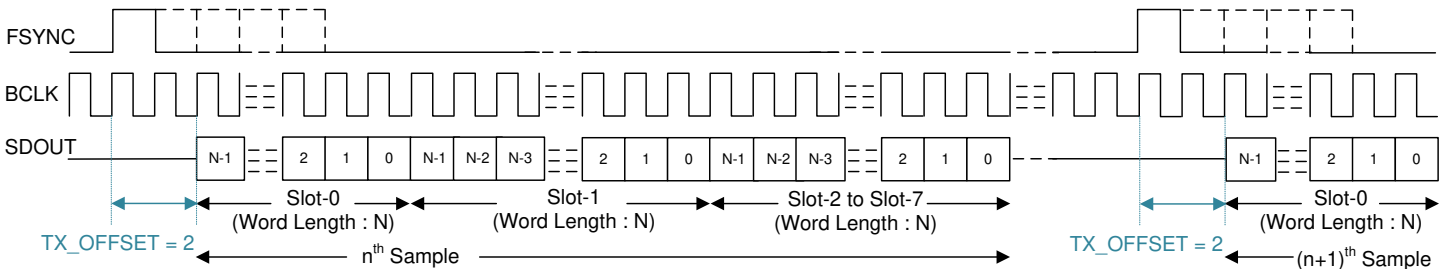 FSYNC
BCLK
SDOUT
N-1 2 1 0 N-1 N-2 N-3 2 1 0 N-1 N-2 N-3 2 1 0 N-1 2 1 0
Slot-0 Slot-1 Slot-2 to Slot-7 Slot-0
(Word Length : N) (Word Length : N) (Word Length : N) (Word Length : N)
TX_OFFSET = 2 TX_OFFSET = 2
nth Sample (n+1)th Sample